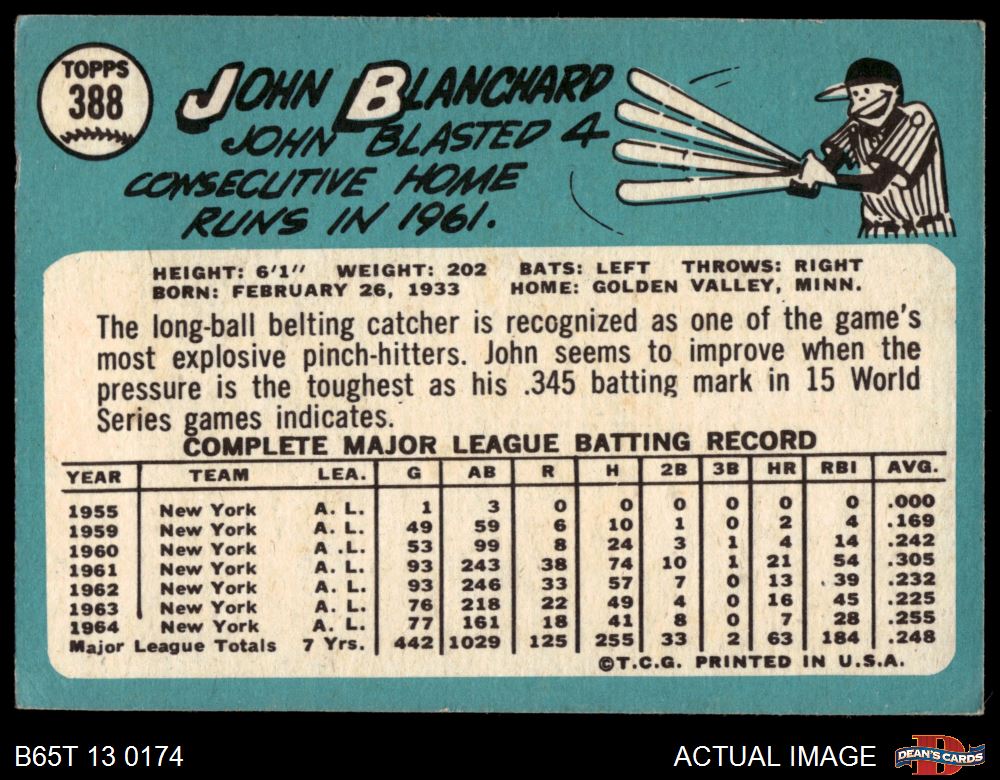 TOPPS
388
JOHN BLANCHARD
JOHN BLASTED 4
CONSECUTIVE HOME
RUNS IN 1961.
HEIGHT: 6'1" WEIGHT: 202 BATS: LEFT THROWS: RIGHT
BORN: FEBRUARY 26, 1933 HOME: GOLDEN VALLEY, MINN.
The long-ball belting catcher is recognized as one of the game's
most explosive pinch-hitters. John seems to improve when the
pressure is the toughest as his .345 batting mark in 15 World
Series games indicates.
COMPLETE MAJOR LEAGUE BATTING RECORD
YEAR TEAM LEA. G AB R H 2B 3B HR RBI AVG.
1955 New York A. L. 1 3 0 0 0 0 0 0 .000
1959 New York A. L. 49 59 6 10 1 0 2 4 .169
1960 New York A .L. 53 99 8 24 3 1 4 14 .242
1961 New York A. L. 93 243 38 74 10 1 21 54 .305
1962 New York A. L. 93 246 33 57 7 0 13 39 .232
1963 New York A. L. 76 218 22 49 4 0 16 45 .225
1964 New York A. L. 77 161 18 41 8 0 7 28 .255
Major League Totals 7 Yrs. 442 1029 125 255 33 2 63 184 .248
©T.C.G. PRINTED IN U.S.A.
B65T 13 0174
ACTUAL IMAGE
DEAN'S CARDS